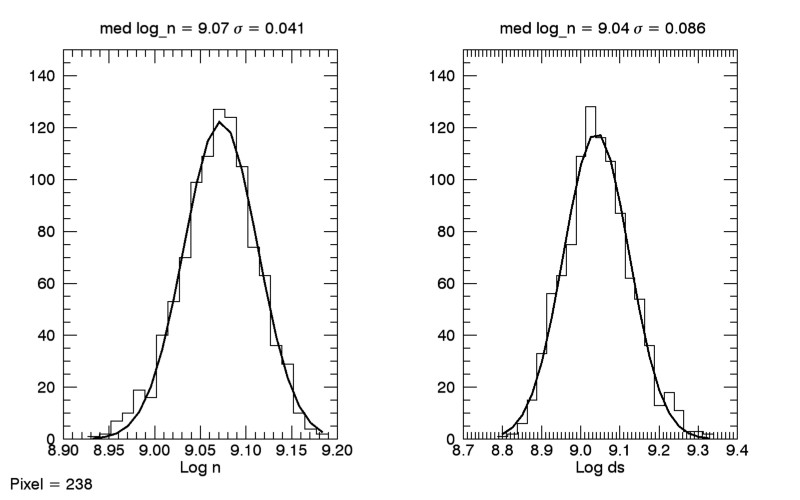 med log_n = 9.07 σ = 0.041
140
120
100
80
60
40
20
0
8.90 8.95 9.00 9.05 9.10 9.15 9.20
Log n
med log_n = 9.04 σ = 0.086
140
120
100
80
60
40
20
0
8.7 8.8 8.9 9.0 9.1 9.2 9.3 9.4
Log ds
Pixel = 238